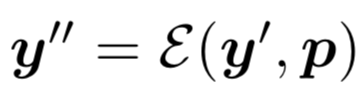 y'' = ℰ(y', p)